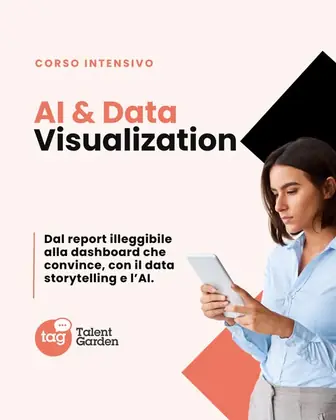 CORSO INTENSIVO
AI & Data
Visualization
Dal report illeggibile
alla dashboard che
convince, con il data
storytelling e l’AI.
tag
Talent
Garden